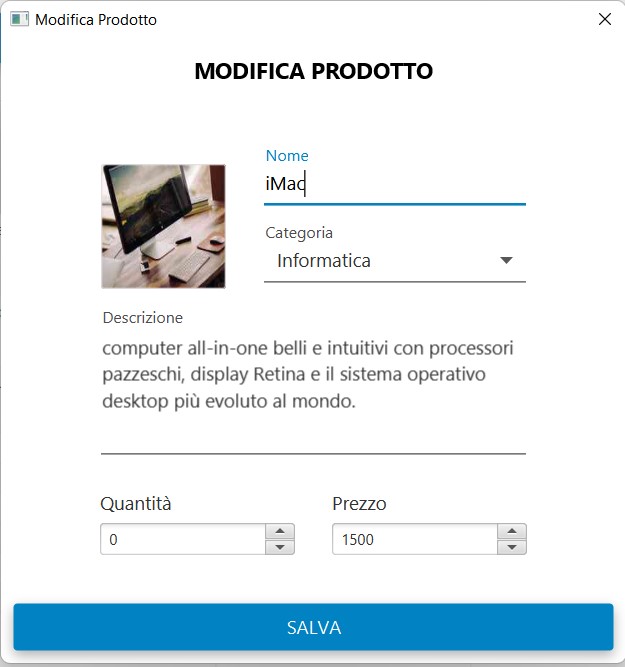 Modifica Prodotto
MODIFICA PRODOTTO
Nome
iMac
Categoria
Informatica
Descrizione
computer all-in-one belli e intuitivi con processori
pazzeschi, display Retina e il sistema operativo
desktop più evoluto al mondo.
Quantità
Prezzo
0
1500
SALVA